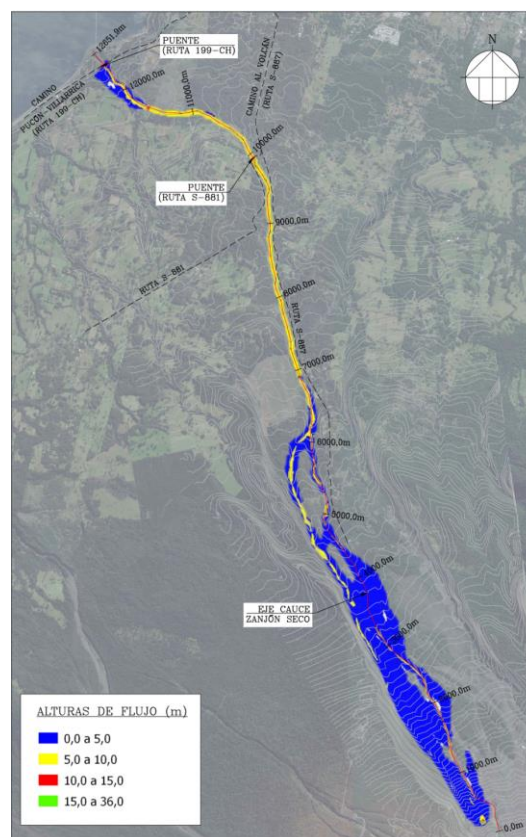 12651,9m
PUENTE
(RUTA 199-CH)
12000,0m
11000,0m
CAMINO
PUCÓN-VILLARRICA
(RUTA 199-CH)
CAMINO AL VOLCÁN
(RUTA S-887)
N
10000,0m
PUENTE
(RUTA S-881)
9000,0m
RUTA S-881
8000,0m
RUTA S-887
7000,0m
6000,0m
5000,0m
EJE CAUCE
ZANJÓN SECO
0,0m
ALTURAS DE FLUJO (m)
0,0 a 5,0
5,0 a 10,0
10,0 a 15,0
15,0 a 36,0